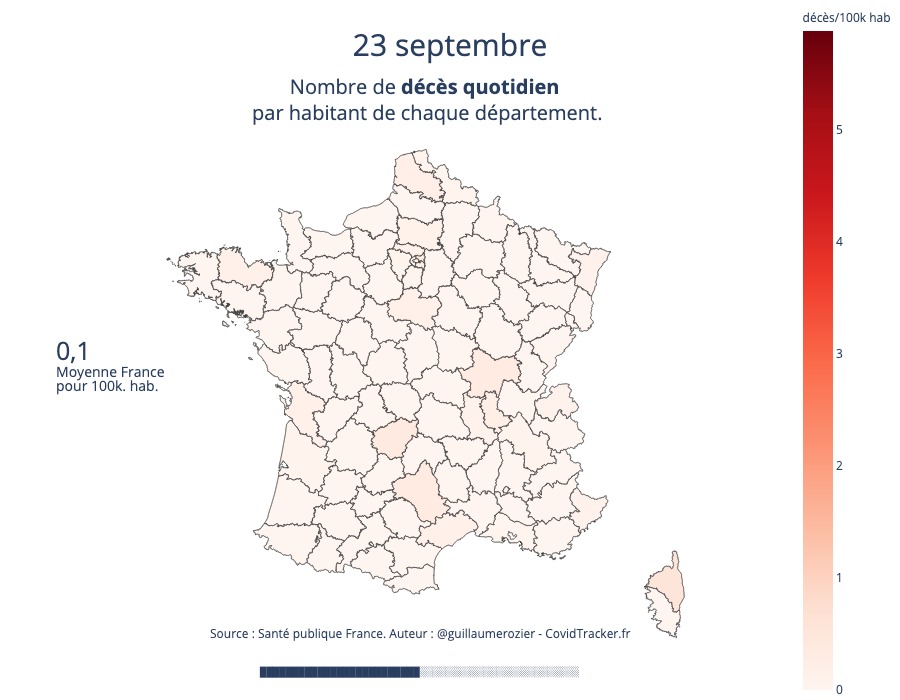 décès/100k hab
23 septembre
Nombre de décès quotidien
par habitant de chaque département.
5
4
3
2
1
0
0,1
Moyenne France
pour 100k. hab.
Source : Santé publique France. Auteur : @guillaumerozier - CovidTracker.fr